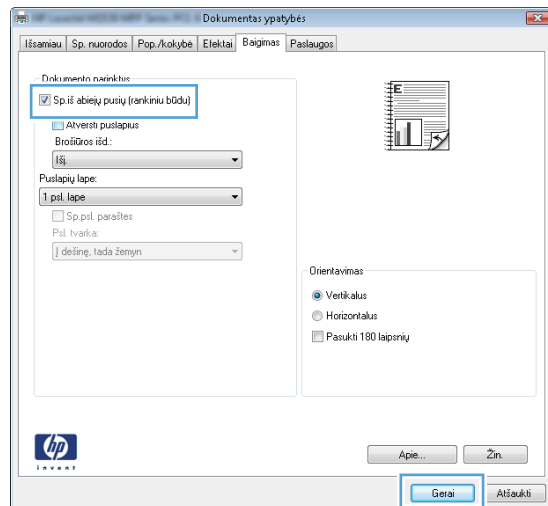 Dokumentas ypatybės
Išsamiau Sp. nuorodos Pop./kokybė Efektai Baigimas Paslaugos
Dokumento parinktys
Sp.iš abiejų pusių (rankiniu būdu)
Atversti puslapius
Brošiūros išd.:
Išj.
Puslapių lape:
1 psl. lape
Sp.psl. paraštes
Psl. tvarka:
Į dešinę, tada žemyn
E
Orientavimas
Vertikalus
Horizontalus
Pasukti 180 laipsnių
hp
invent
Apie... Žin.
Gerai Atšaukti